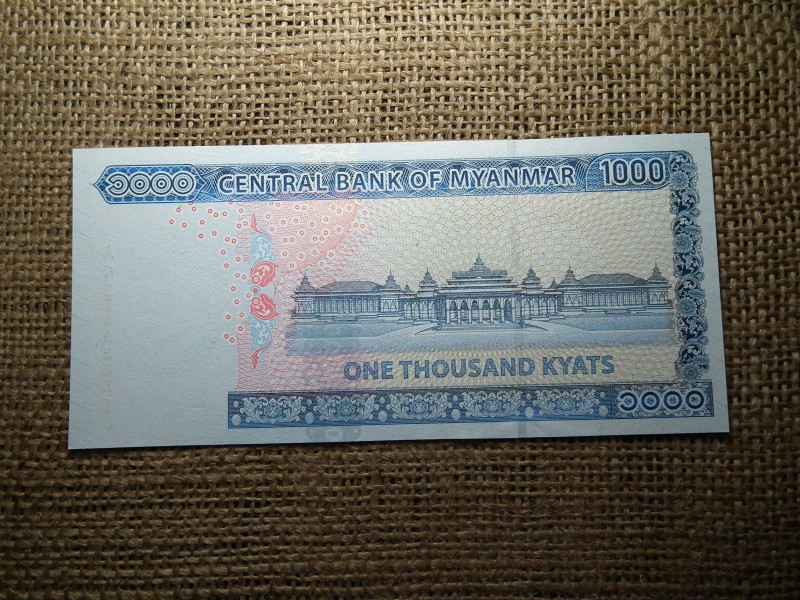 ၁၀၀၀ CENTRAL BANK OF MYANMAR 1000
ONE THOUSAND KYATS
၁၀၀၀